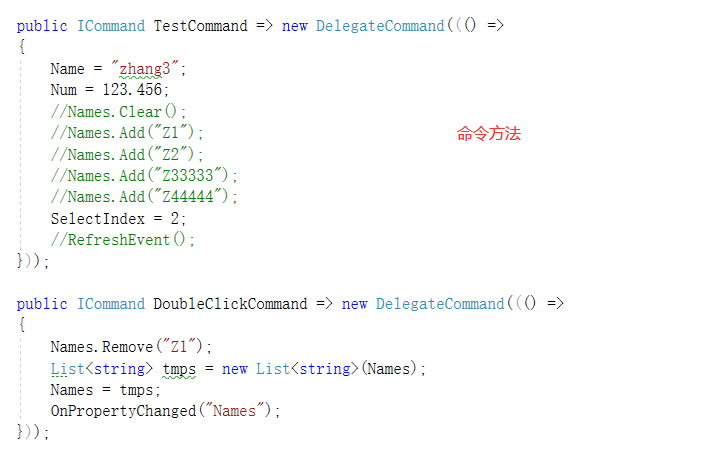 public ICommand TestCommand => new DelegateCommand((() =>
{
    Name = "zhang3";
    Num = 123.456;
    //Names.Clear();
    //Names.Add("Z1");
    命令方法
    //Names.Add("Z2");
    //Names.Add("Z33333");
    //Names.Add("Z44444");
    SelectIndex = 2;
    //RefreshEvent();
}));
public ICommand DoubleClickCommand => new DelegateCommand((() =>
{
    Names.Remove("Z1");
    List<string> tmps = new List<string>(Names);
    Names = tmps;
    OnPropertyChanged("Names");
}));